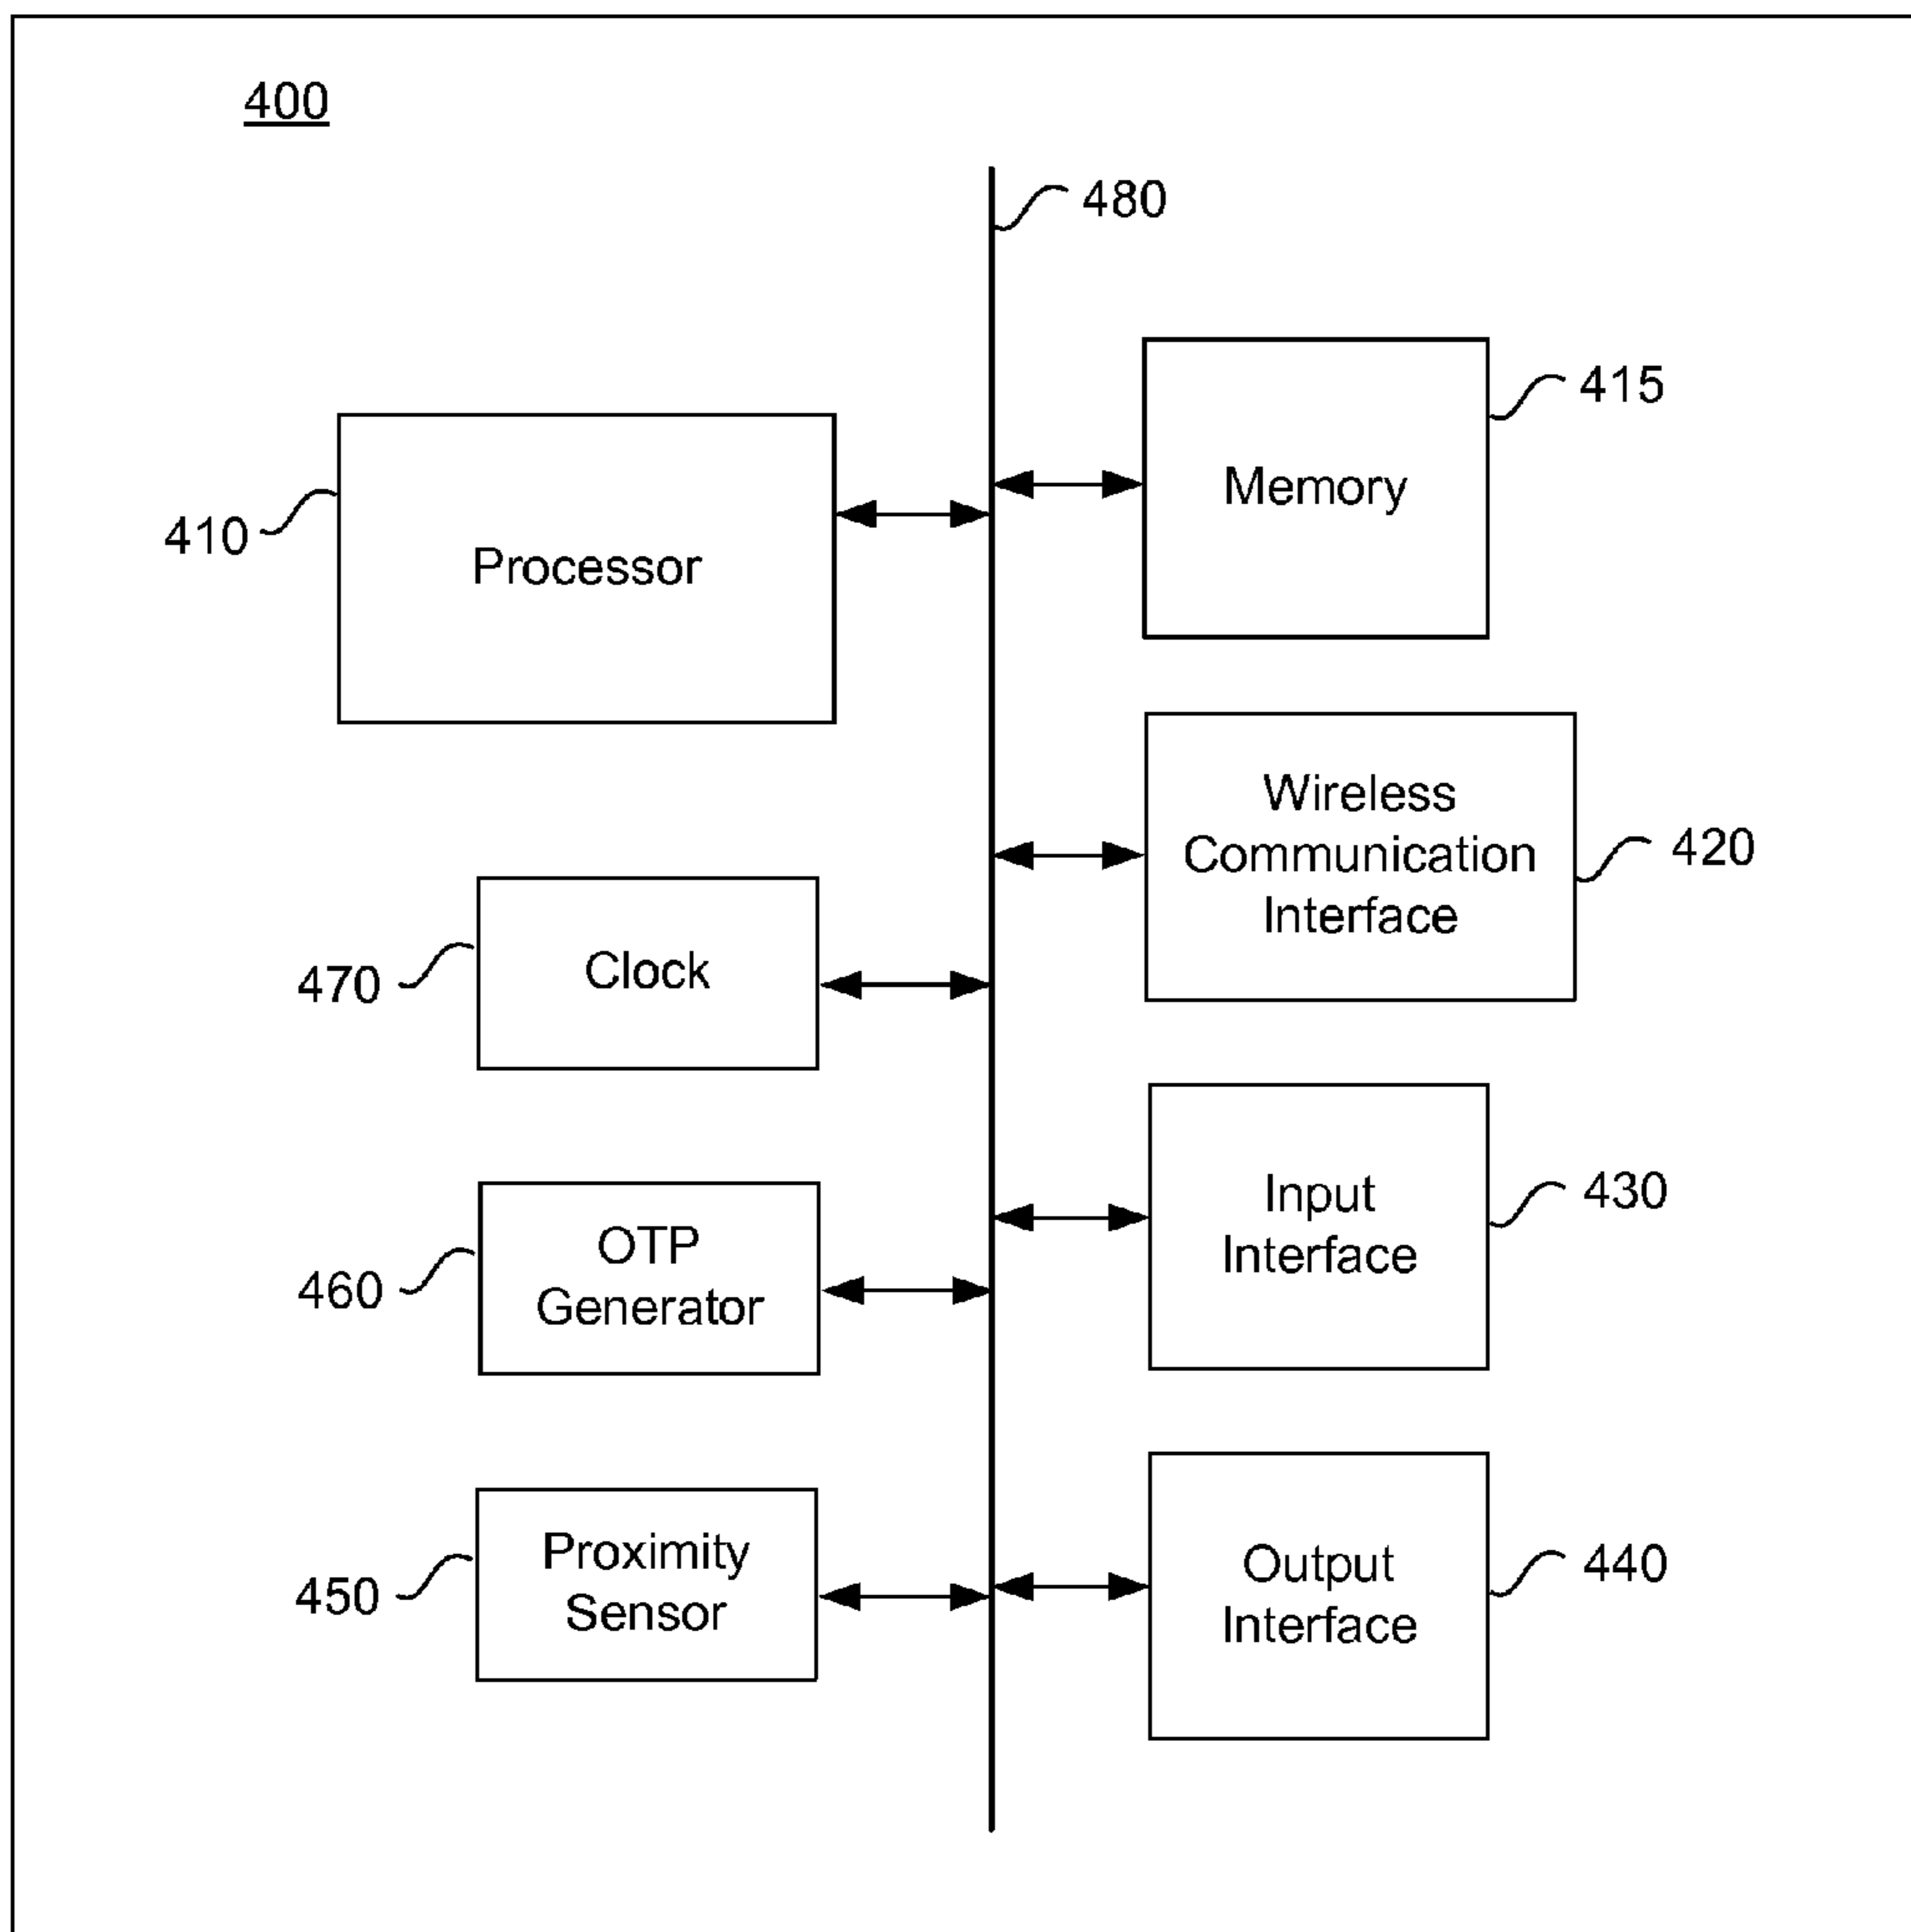 400
480
415
Memory
410
Processor
Wireless
Communication
Interface
420
470
Clock
430
Input
Interface
460
OTP
Generator
450
Proximity
Sensor
440
Output
Interface